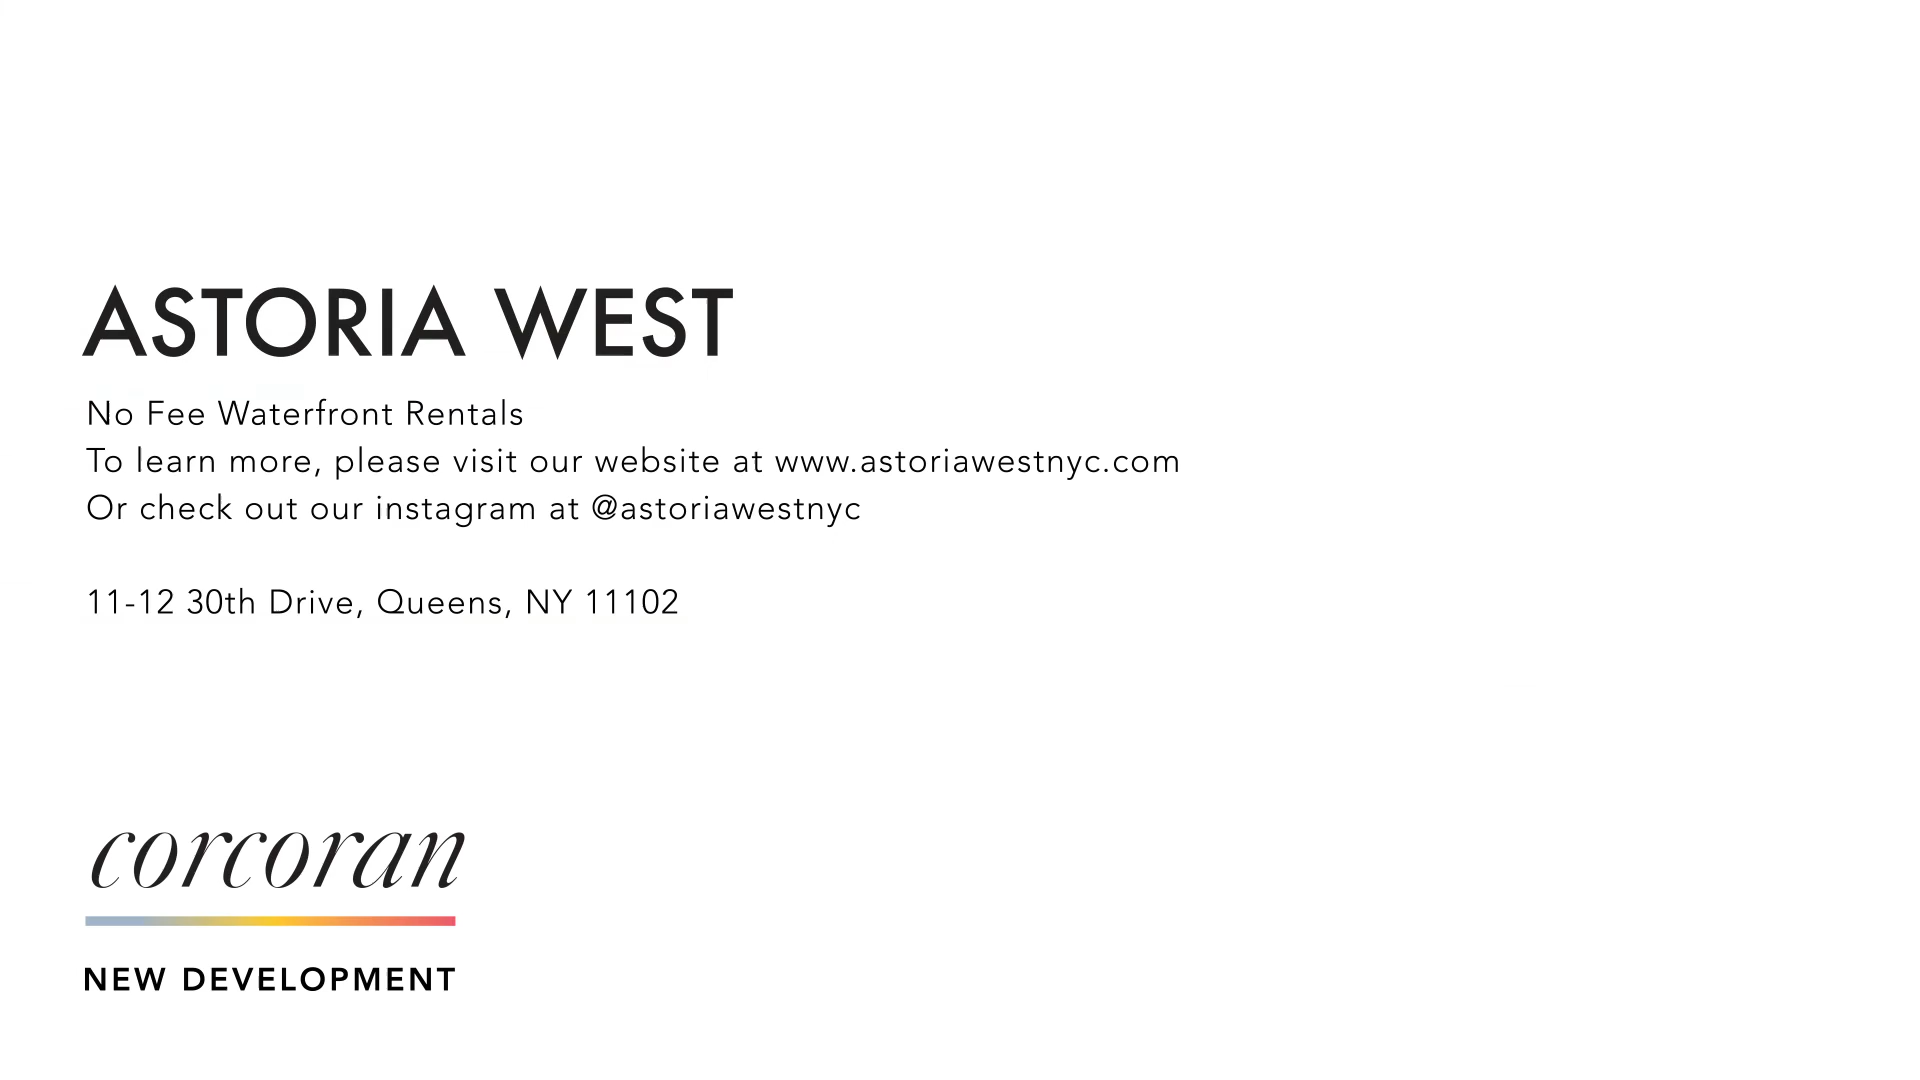 ASTORIA WEST
No Fee Waterfront Rentals
To learn more, please visit our website at www.astoriawestnyc.com
Or check out our instagram at @astoriawestnyc
11-12 30th Drive, Queens, NY 11102
corcoran
NEW DEVELOPMENT